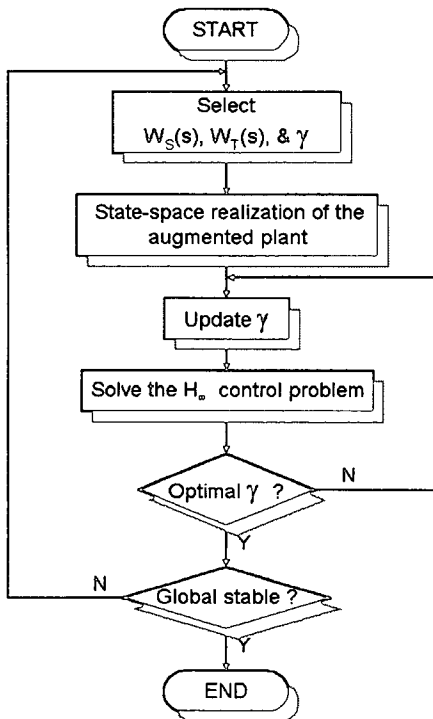 START
Select
W_S(s), W_T(s), & γ
State-space realization of the
augmented plant
Update γ
Solve the H∞ control problem
Optimal γ ?
N
Y
Global stable ?
N
Y
END